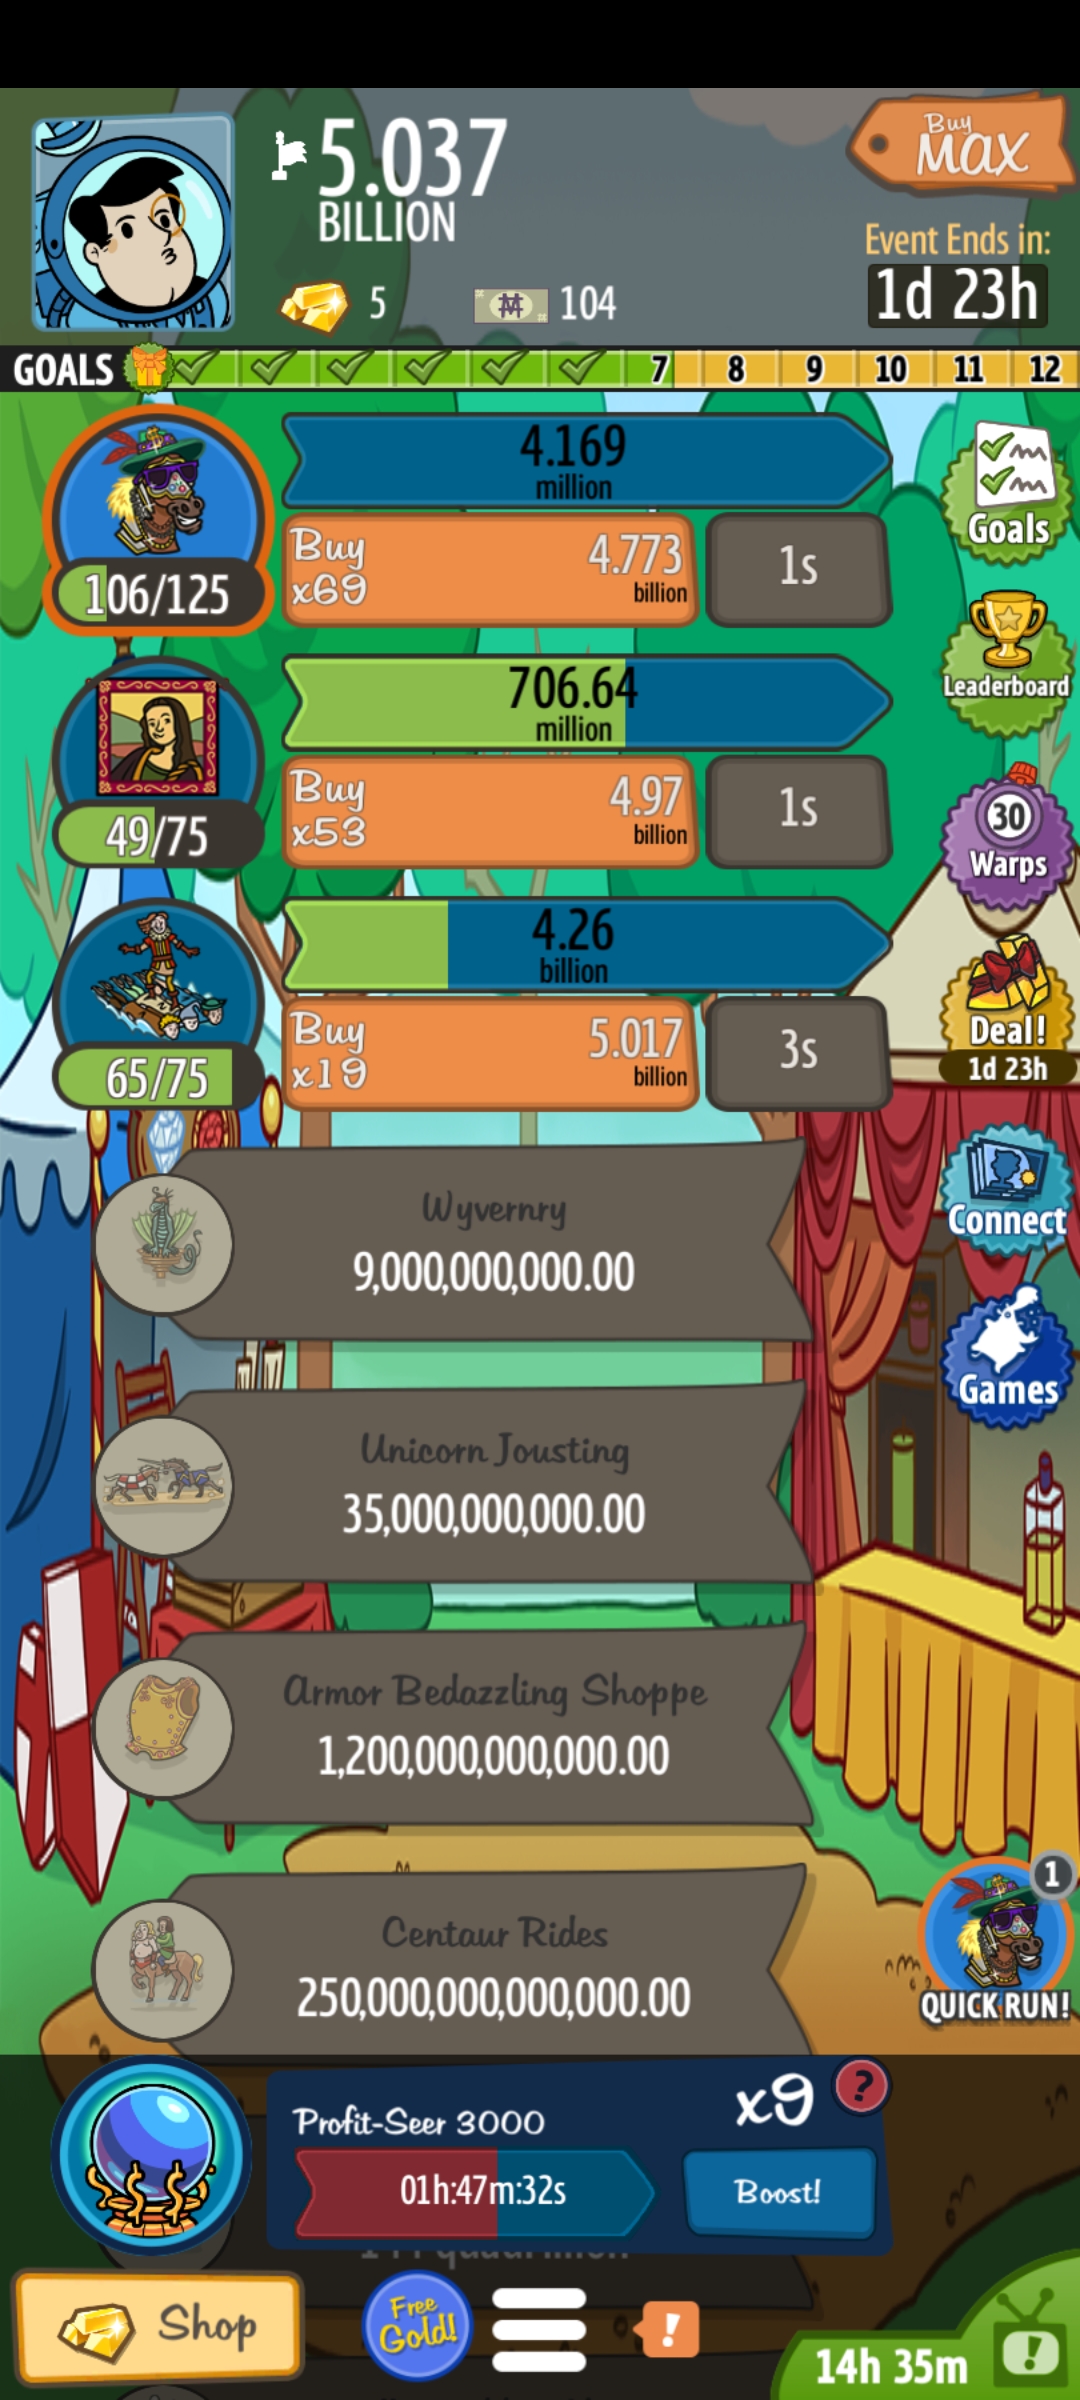 5.037
BILLION
Buy
MAX
Event Ends in:
1d 23h
5
104
GOALS
7 8 9 10 11 12
4.169
million
Buy
x69
4.773
billion
1s
106/125
Goals
Leaderboard
706.64
million
Buy
x53
4.97
billion
1s
49/75
30
Warps
4.26
billion
Buy
x19
5.017
billion
3s
65/75
Deal!
1d 23h
Wyvernry
9,000,000,000.00
Connect
Games
Unicorn Jousting
35,000,000,000.00
Armor Bedazzling Shoppe
1,200,000,000,000.00
Centaur Rides
250,000,000,000,000.00
1
QUICK RUN!
Profit-Seer 3000
x9
?
01h:47m:32s
Boost!
Shop
Free
Gold!
!
14h 35m
!